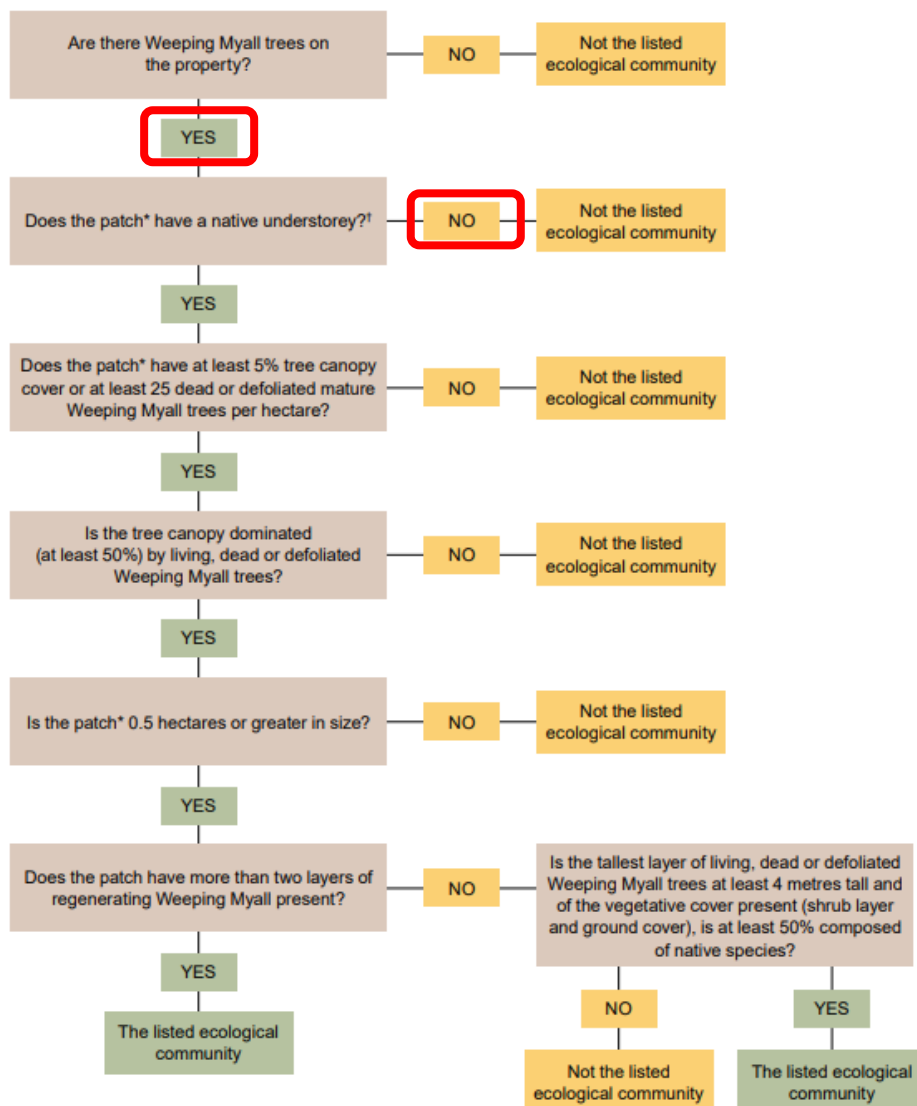 Are there Weeping Myall trees on
the property?
NO
Not the listed
ecological community
YES
Does the patch* have a native understorey?†
NO
Not the listed
ecological community
YES
Does the patch* have at least 5% tree canopy
cover or at least 25 dead or defoliated mature
Weeping Myall trees per hectare?
NO
Not the listed
ecological community
YES
Is the tree canopy dominated
(at least 50%) by living, dead or defoliated
Weeping Myall trees?
NO
Not the listed
ecological community
YES
Is the patch* 0.5 hectares or greater in size?
NO
Not the listed
ecological community
YES
Does the patch have more than two layers of
regenerating Weeping Myall present?
NO
Is the tallest layer of living, dead or defoliated
Weeping Myall trees at least 4 metres tall and
of the vegetative cover present (shrub layer
and ground cover), is at least 50% composed
of native species?
YES
The listed ecological
community
NO
Not the listed
ecological community
YES
The listed ecological
community